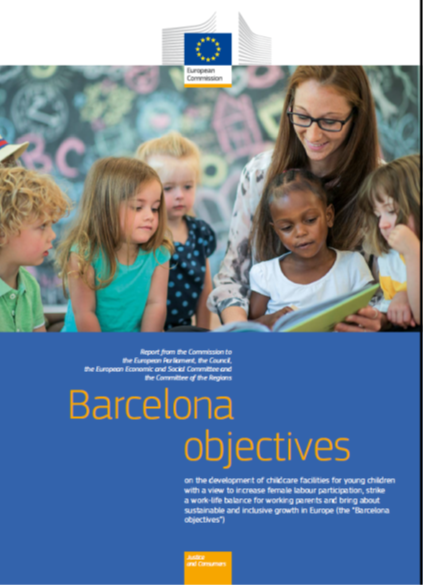 European
Commission
Report from the Commission to
the European Parliament, the Council,
the European Economic and Social Committee and
the Committee of the Regions
Barcelona
objectives
on the development of childcare facilities for young children
with a view to increase female labour participation, strike
a work-life balance for working parents and bring about
sustainable and inclusive growth in Europe (the "Barcelona
objectives")
Justice
and Consumers